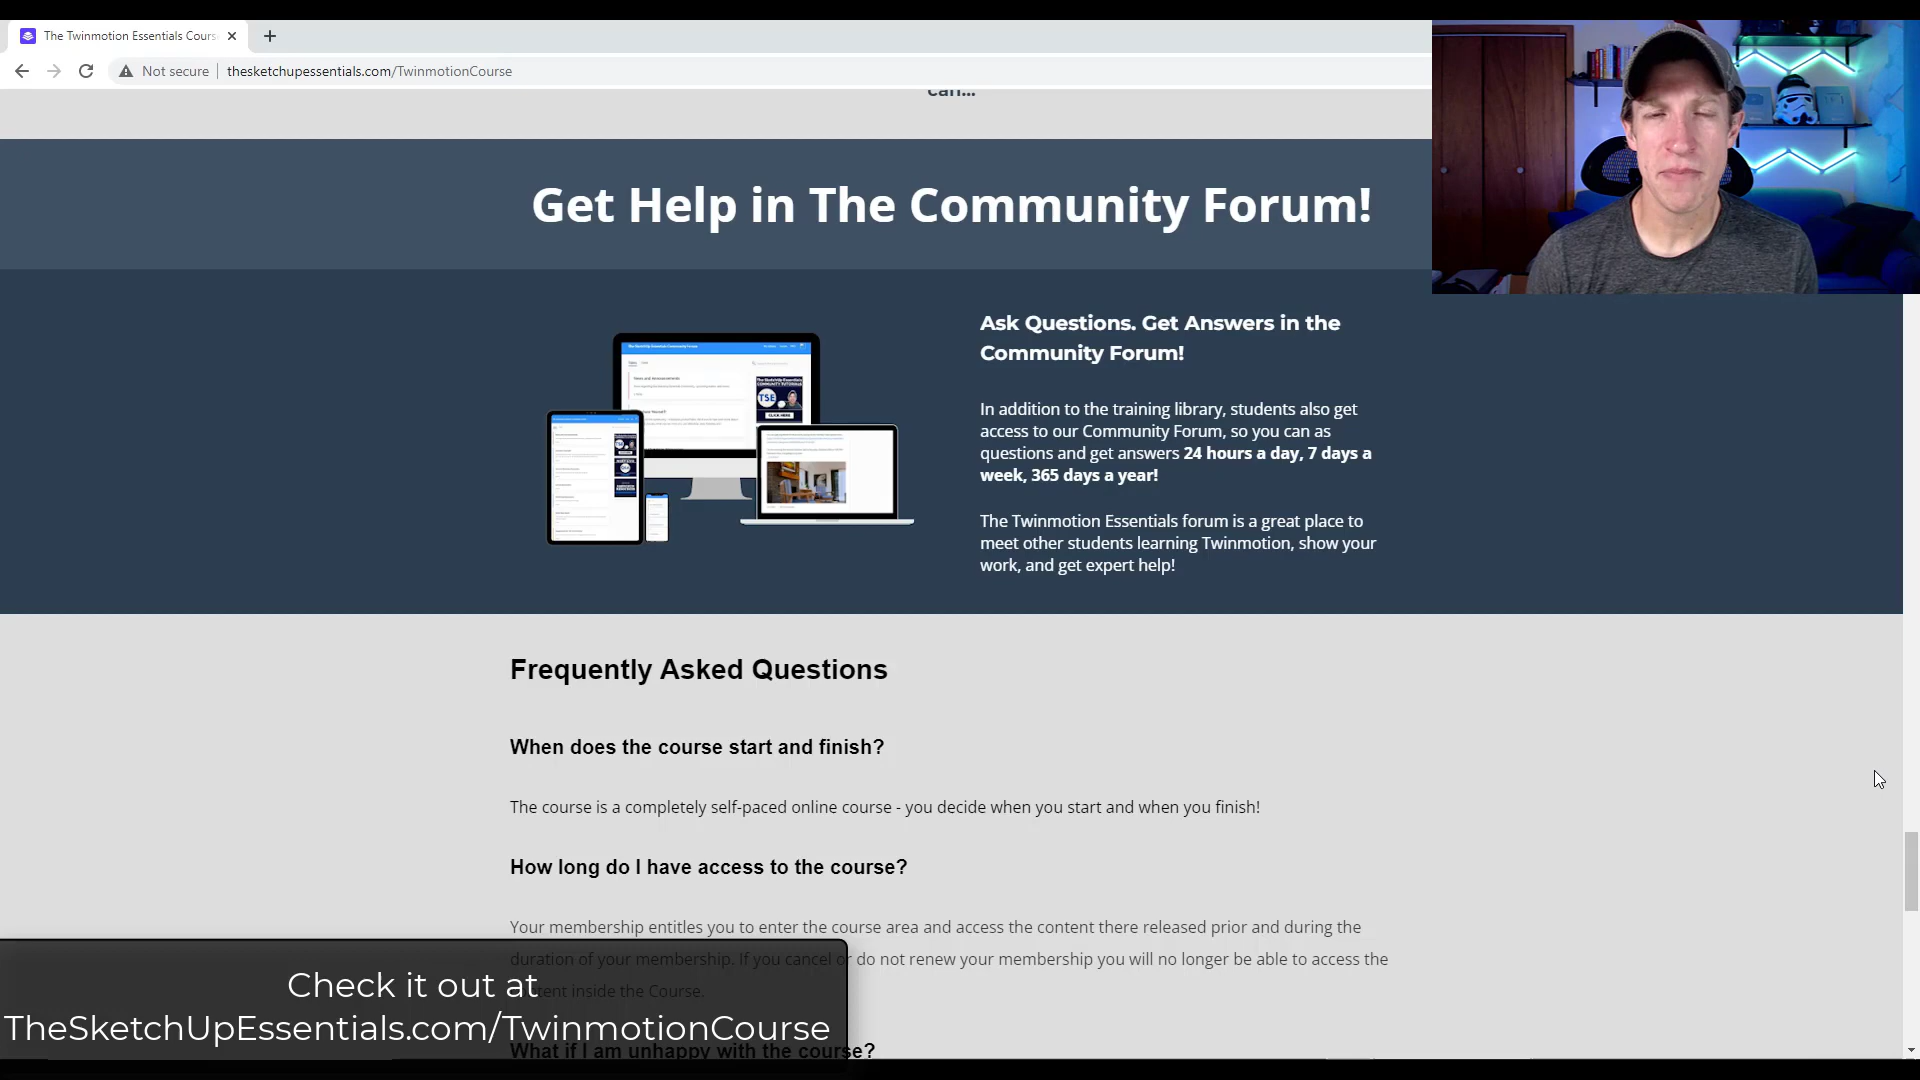 The Twinmotion Essentials Cours
Not secure
thesketchupessentials.com/TwinmotionCourse
can...
Get Help in The Community Forum!
Ask Questions. Get Answers in the
Community Forum!
In addition to the training library, students also get
access to our Community Forum, so you can as
questions and get answers 24 hours a day, 7 days a
week, 365 days a year!
The Twinmotion Essentials forum is a great place to
meet other students learning Twinmotion, show your
work, and get expert help!
TSE
CLICK HERE
Frequently Asked Questions
When does the course start and finish?
The course is a completely self-paced online course - you decide when you start and when you finish!
How long do I have access to the course?
Your membership entitles you to enter the course area and access the content there released prior and during the
duration of your membership. If you cancel or do not renew your membership you will no longer be able to access the
content inside the Course.
What if I am unhappy with the course?
Check it out at
TheSketchUpEssentials.com/TwinmotionCourse